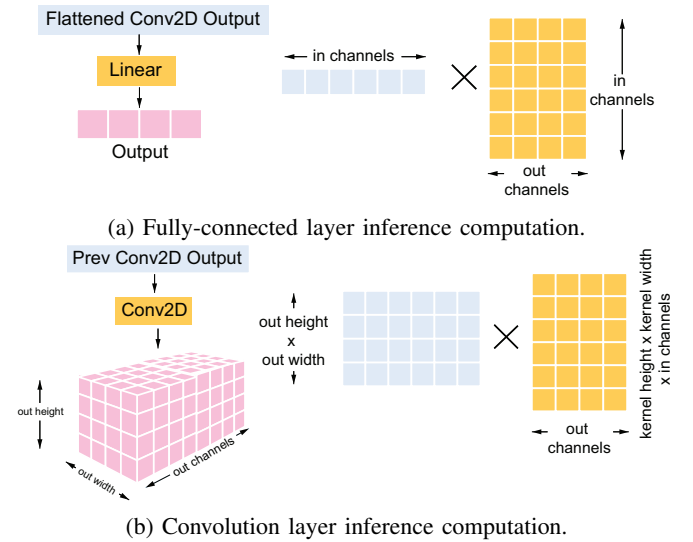 Flattened Conv2D Output
Linear
Output
in channels
in
channels
out
channels
(a) Fully-connected layer inference computation.
Prev Conv2D Output
Conv2D
out height
out width
out channels
out height
x
out width
out
channels
kernel height x kernel width
x in channels
(b) Convolution layer inference computation.